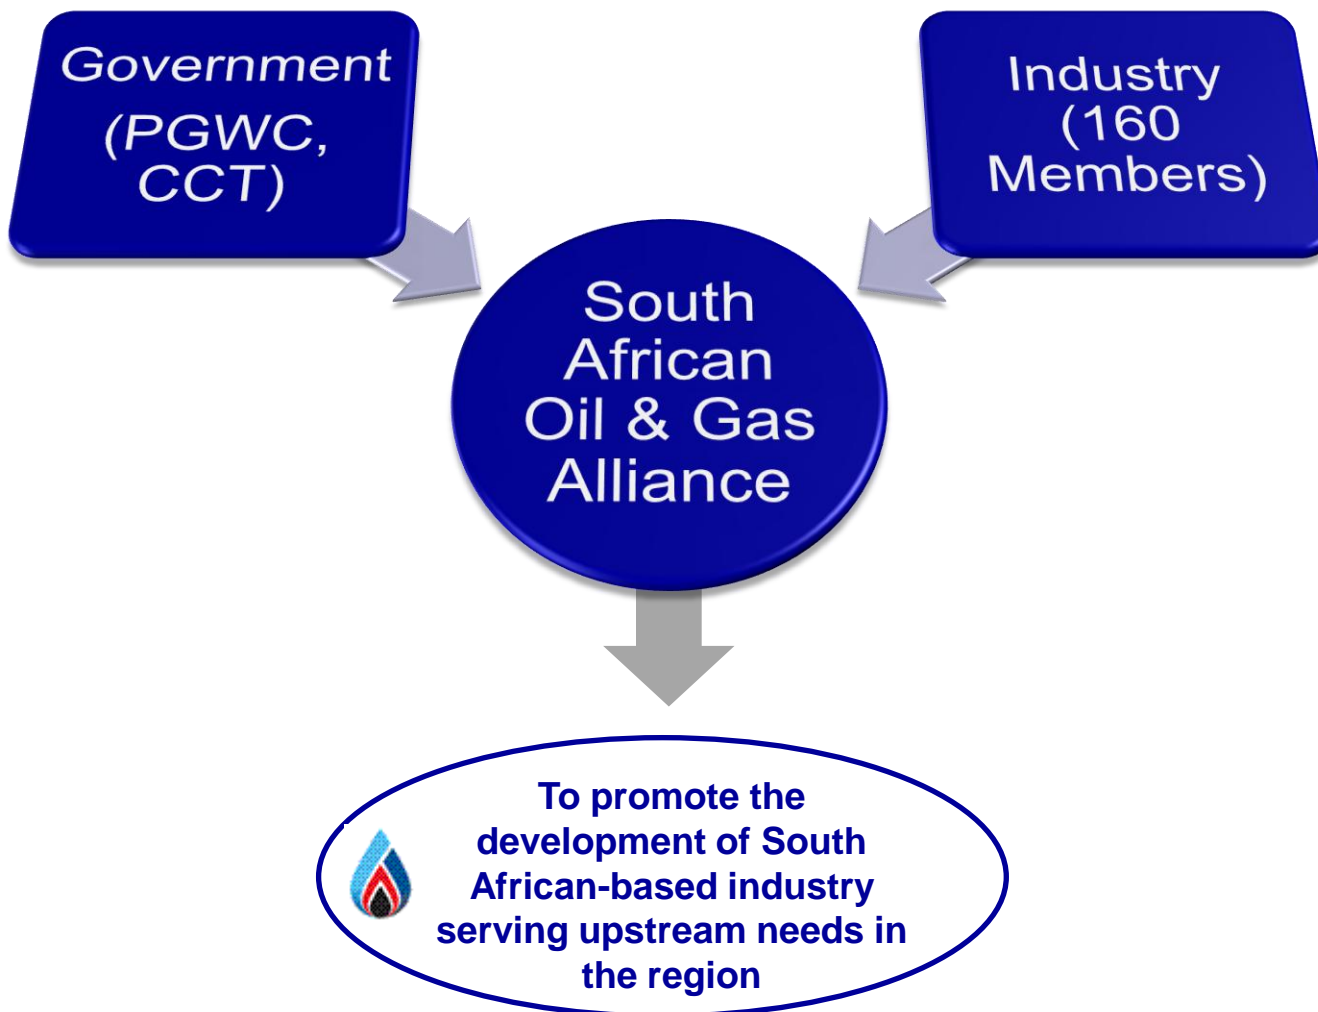 Government
(PGWC,
CCT)
Industry
(160
Members)
South
African
Oil & Gas
Alliance
To promote the
development of South
African-based industry
serving upstream needs in
the region